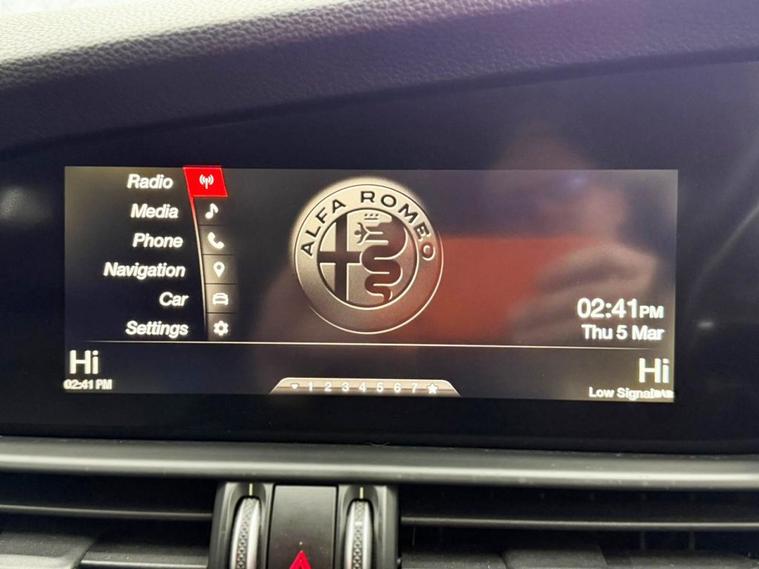 Radio
Media
Phone
Navigation
Car
Settings
ALFA ROMEO
02:41PM
Thu 5 Mar
Hi
02:41 PM
1 2 3 4 5 6 7
Hi
Low Signal